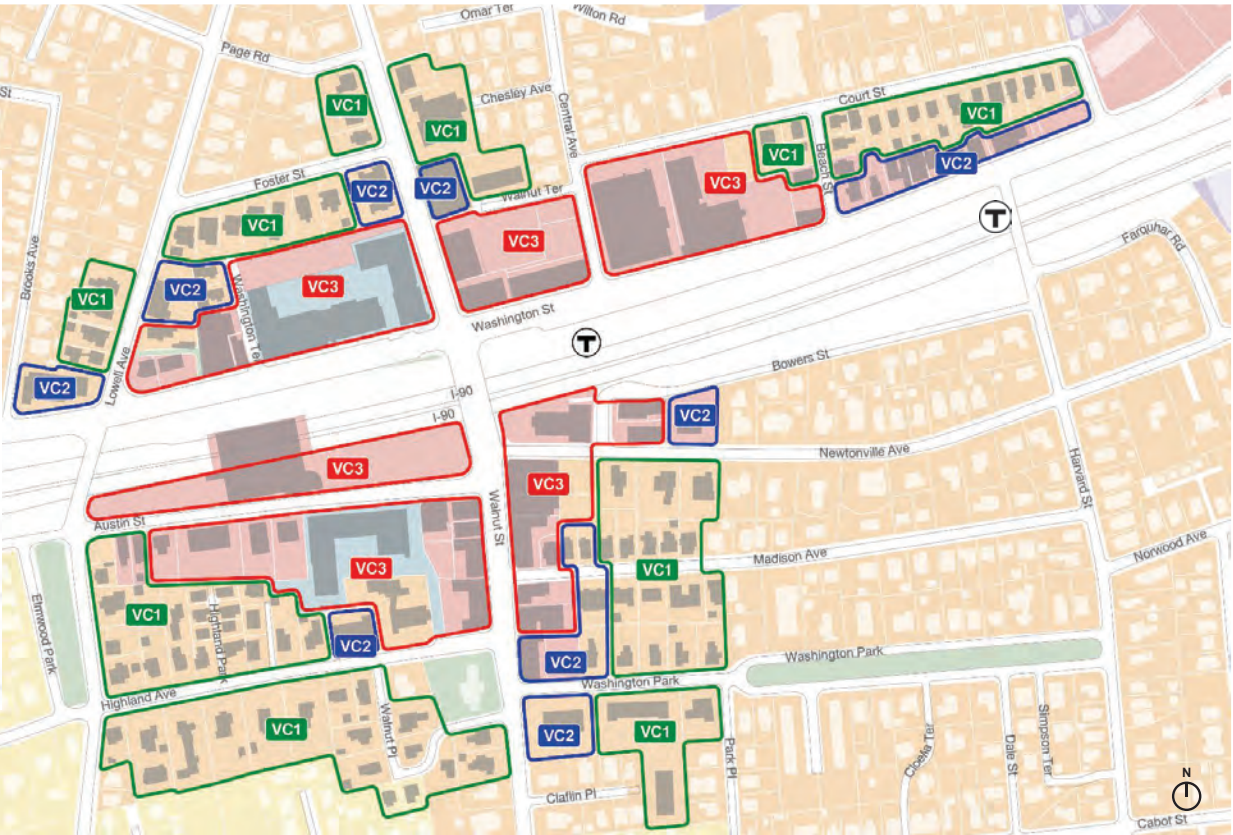 Omar Ter
Wilton Rd
Page Rd
St
VC1
Chesley Ave
Court St
VC1
VC1
Central Ave
VC1
Beach St
VC2
Foster St
VC2
VC2
VC3
Walnut Ter
VC1
T
VC3
Farquhar Rd
Brooks Ave
VC2
VC3
VC1
Washington Te
Washington St
T
Lowell Ave
Bowers St
VC2
I-90
I-90
VC2
Newtonville Ave
VC3
VC3
Harvard St
Austin St
Walnut St
Madison Ave
Norwood Ave
VC3
VC1
VC1
Highland Park
Elmwood Park
VC2
VC2
Washington Park
Washington Park
Highland Ave
VC1
Walnut Pl
VC2
VC1
Park Pl
Cloelia Ter
Dale St
Simpson Ter
N
Claflin Pl
Cabot St